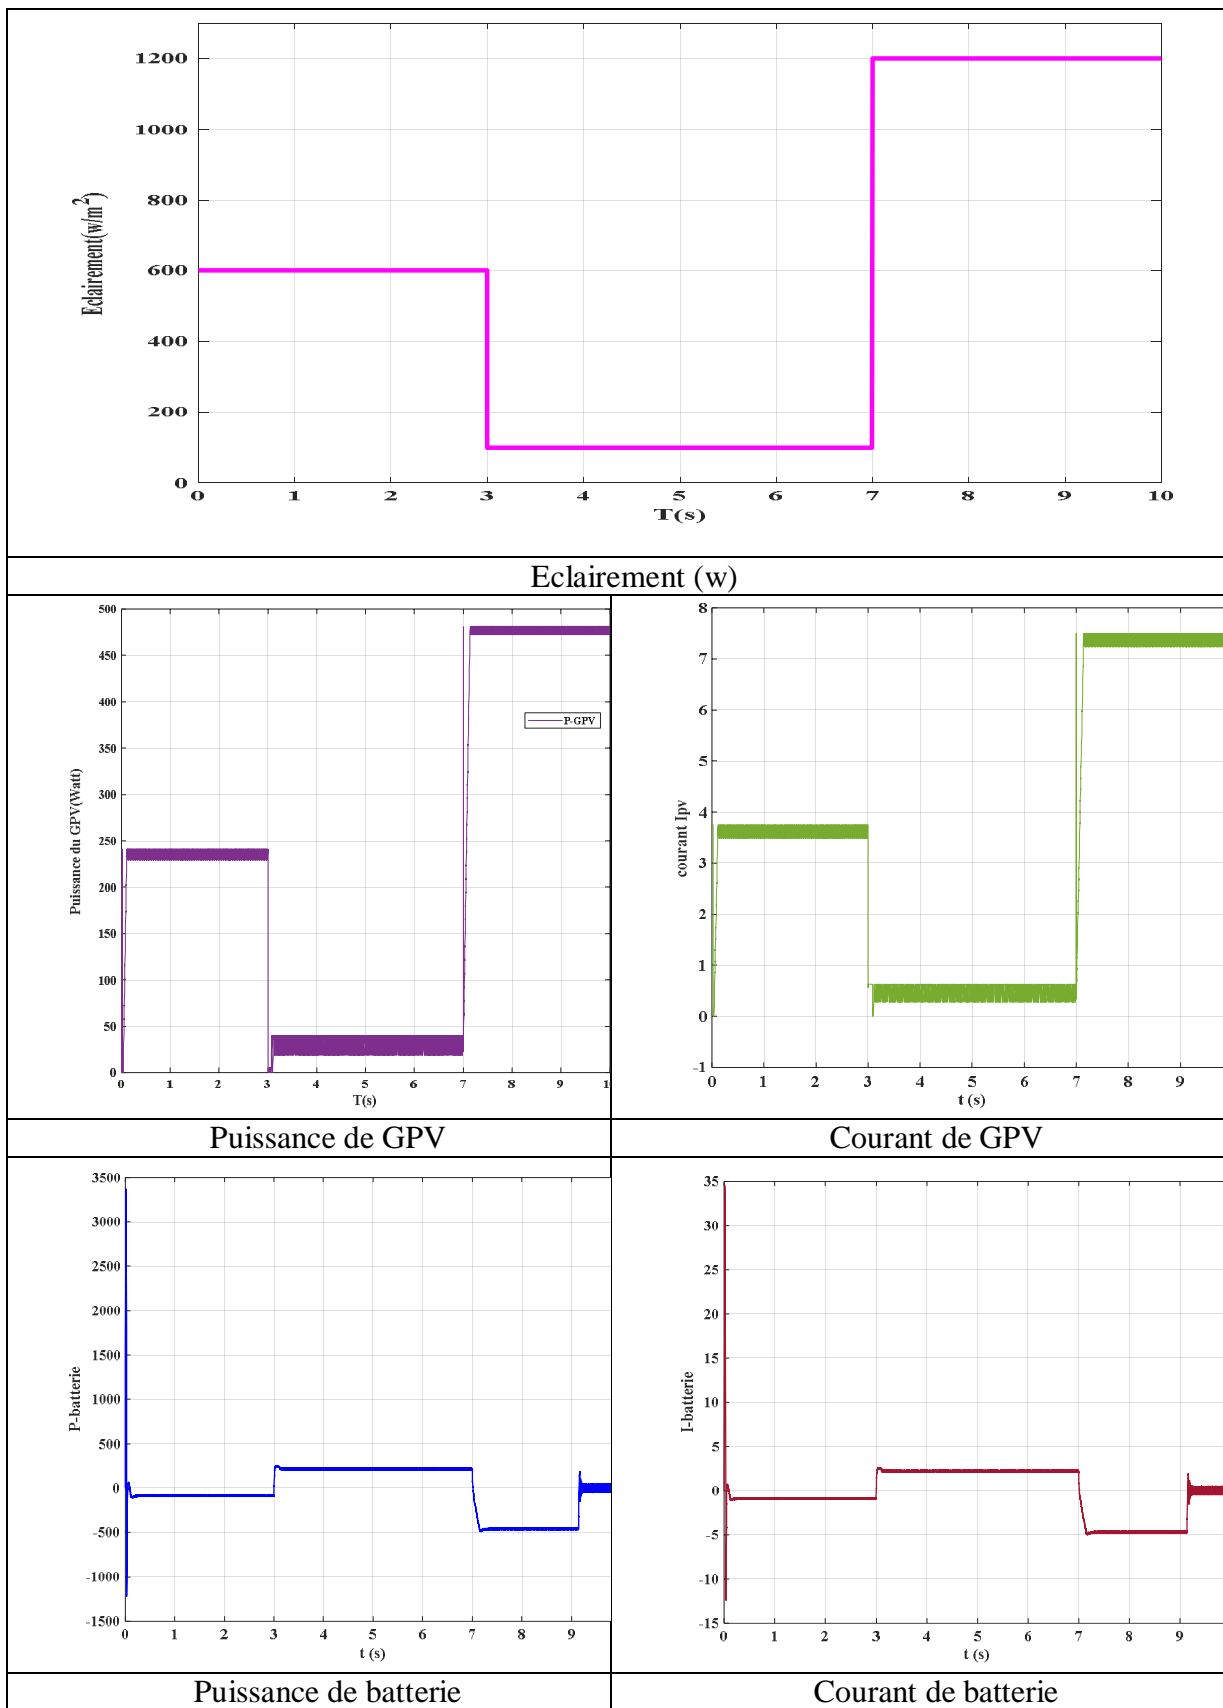 1200
1000
800
600
400
200
0
Eclairement(w/m²)
0 1 2 3 4 5 6 7 8 9 10
T(s)
Eclairement (w)
500
450
400
350
300
250
200
150
100
50
0
Puissance du GPV(Watt)
P-GPV
0 1 2 3 4 5 6 7 8 9 1
T(s)
8
7
6
5
4
3
2
1
0
-1
courant Ipv
0 1 2 3 4 5 6 7 8 9
t (s)
Puissance de GPV
Courant de GPV
3500
3000
2500
2000
3500
1000
500
0
-500
-1000
-1500
P-batterie
0 1 2 3 4 5 6 7 8 9
t (s)
35
30
25
20
15
10
5
0
-5
-10
-15
I-batterie
0 1 2 3 4 5 6 7 8 9
t (s)
Puissance de batterie
Courant de batterie